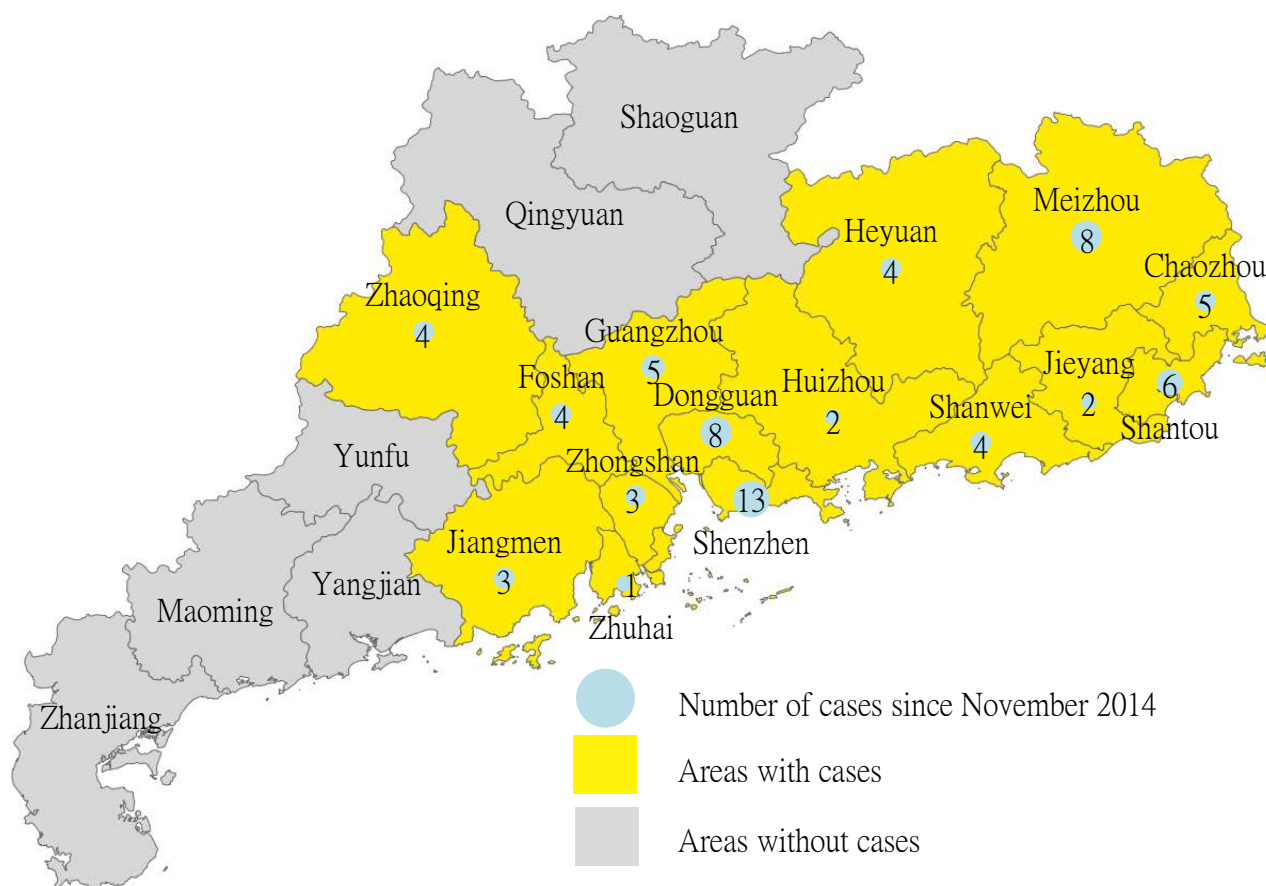 Shaoguan
Qingyuan
Meizhou
8
Heyuan
4
Chaozhou
5
Zhaoqing
4
Guangzhou
5
Foshan
4
Dongguan
8
Huizhou
2
Jieyang
2
6
Shantou
Shanwei
4
Yunfu
Zhongshan
3
13
Shenzhen
Jiangmen
3
Yangjian
Maoming
1
Zhuhai
Zhanjiang
Number of cases since November 2014
Areas with cases
Areas without cases